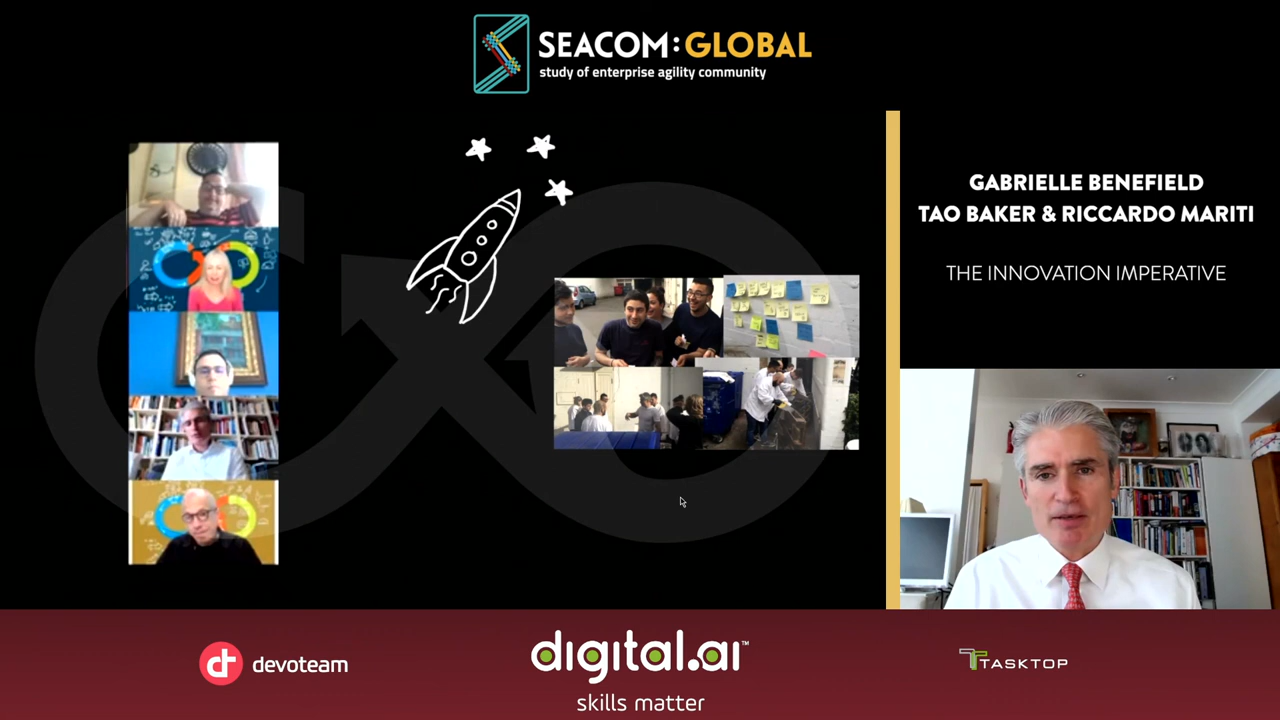 SEACOM:GLOBAL
study of enterprise agility community
GABRIELLE BENEFIELD
TAO BAKER & RICCARDO MARITI
THE INNOVATION IMPERATIVE
devoteam
digital.ai™
skills matter
TASKTOP